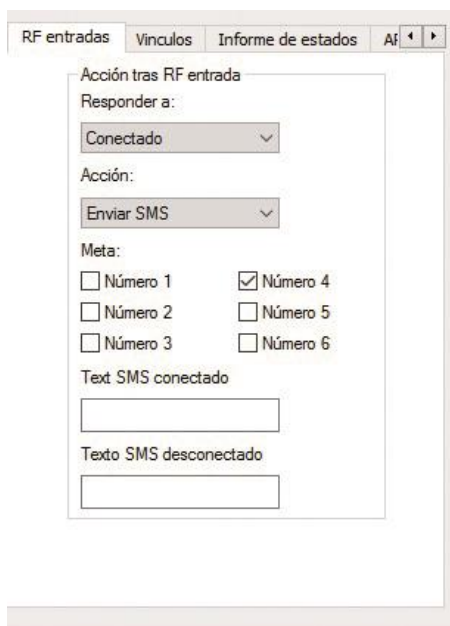 RF entradas Vinculos Informe de estados
Acción tras RF entrada
Responder a:
Conectado
Acción:
Enviar SMS
Meta:
Número 1 Número 4
Número 2 Número 5
Número 3 Número 6
Text SMS conectado
Texto SMS desconectado